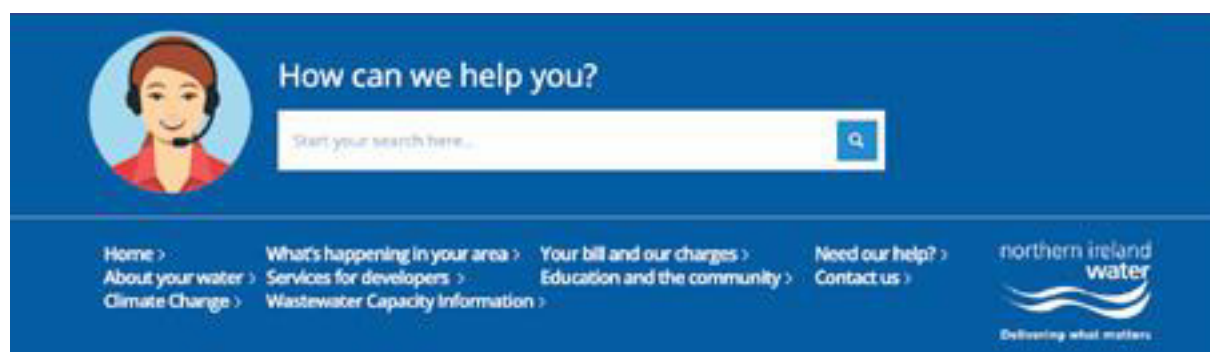 How can we help you?
Start your search here...
Home >
About your water >
Climate Change >
What's happening in your area >
Services for developers >
Wastewater Capacity Information >
Your bill and our charges >
Education and the community >
Need our help? >
Contact us >
northern ireland
water
Delivering what matters